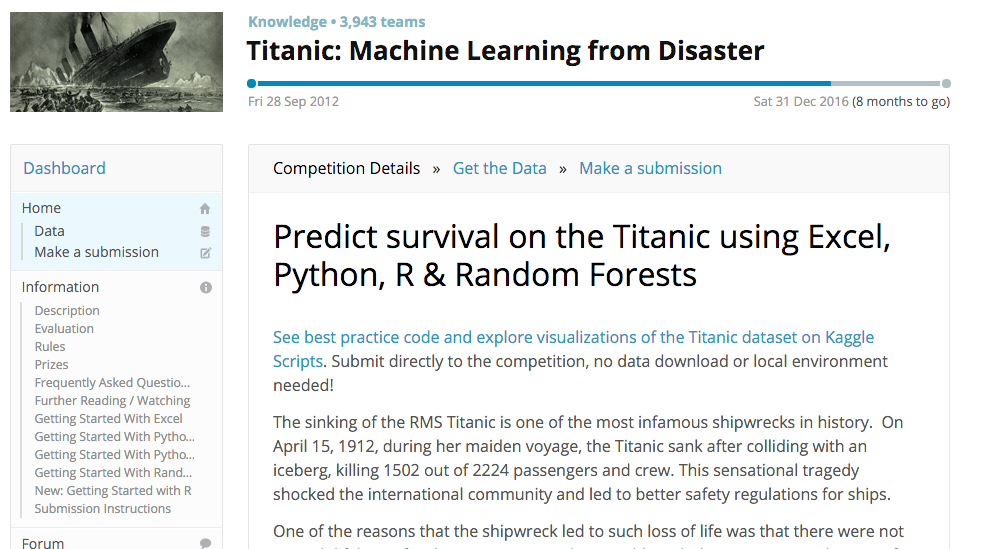 Knowledge • 3,943 teams
Titanic: Machine Learning from Disaster
Fri 28 Sep 2012
Sat 31 Dec 2016 (8 months to go)
Dashboard
Home
Data
Make a submission
Information
Description
Evaluation
Rules
Prizes
Frequently Asked Questio...
Further Reading / Watching
Getting Started With Excel
Getting Started With Pytho...
Getting Started With Pytho...
Getting Started With Rand...
New: Getting Started with R
Submission Instructions
Forum
Competition Details » Get the Data » Make a submission
Predict survival on the Titanic using Excel,
Python, R & Random Forests
See best practice code and explore visualizations of the Titanic dataset on Kaggle
Scripts. Submit directly to the competition, no data download or local environment
needed!
The sinking of the RMS Titanic is one of the most infamous shipwrecks in history.  On
April 15, 1912, during her maiden voyage, the Titanic sank after colliding with an
iceberg, killing 1502 out of 2224 passengers and crew. This sensational tragedy
shocked the international community and led to better safety regulations for ships.
One of the reasons that the shipwreck led to such loss of life was that there were not